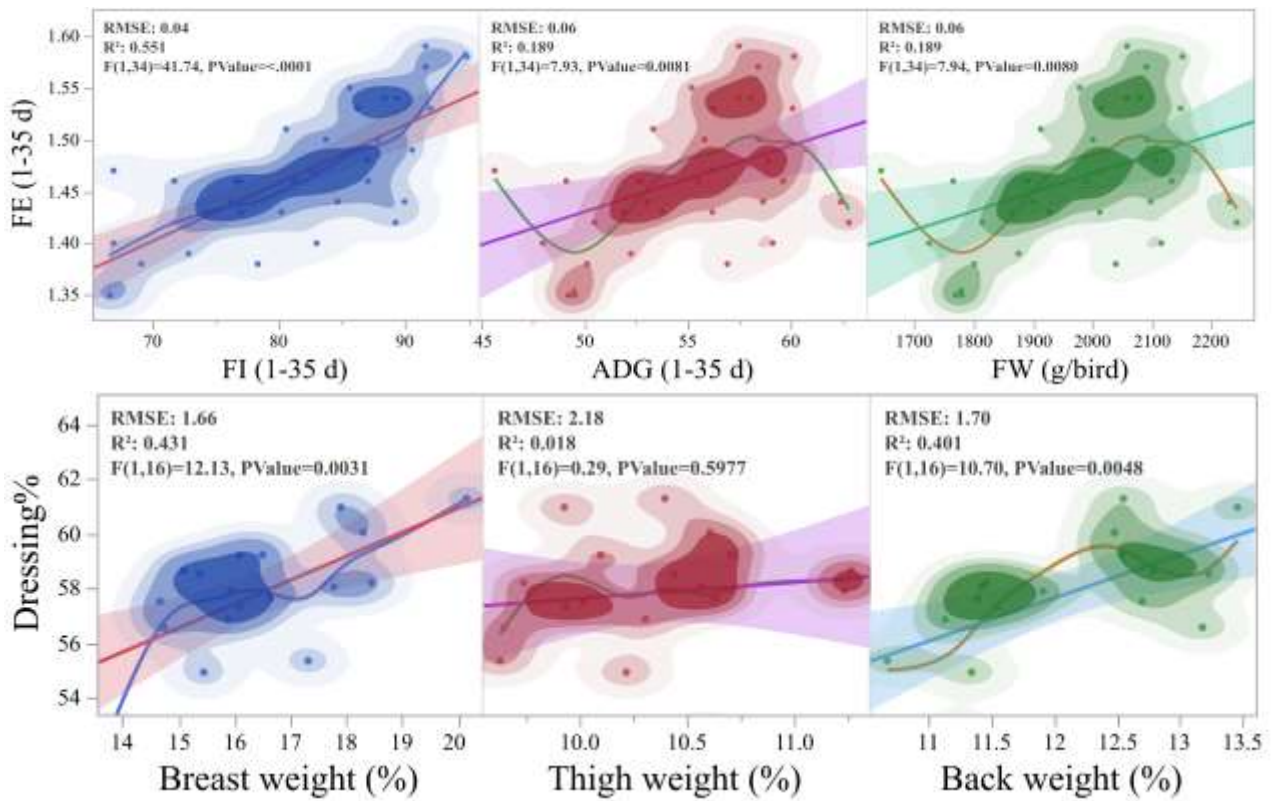 RMSE: 0.04
R²: 0.551
F(1,34)=41.74, PValue=<.0001
RMSE: 0.06
R²: 0.189
F(1,34)=7.93, PValue=0.0081
RMSE: 0.06
R²: 0.189
F(1,34)=7.94, PValue=0.0080
FE (1-35 d)
1.60
1.55
1.50
1.45
1.40
1.35
70 80 90 45 50 55 60 1700 1800 1900 2000 2100 2200
FI (1-35 d) ADG (1-35 d) FW (g/bird)
RMSE: 1.66
R²: 0.431
F(1,16)=12.13, PValue=0.0031
RMSE: 2.18
R²: 0.018
F(1,16)=0.29, PValue=0.5977
RMSE: 1.70
R²: 0.401
F(1,16)=10.70, PValue=0.0048
Dressing%
64
62
60
58
56
54
14 15 16 17 18 19 20 10.0 10.5 11.0 11 11.5 12 12.5 13 13.5
Breast weight (%) Thigh weight (%) Back weight (%)